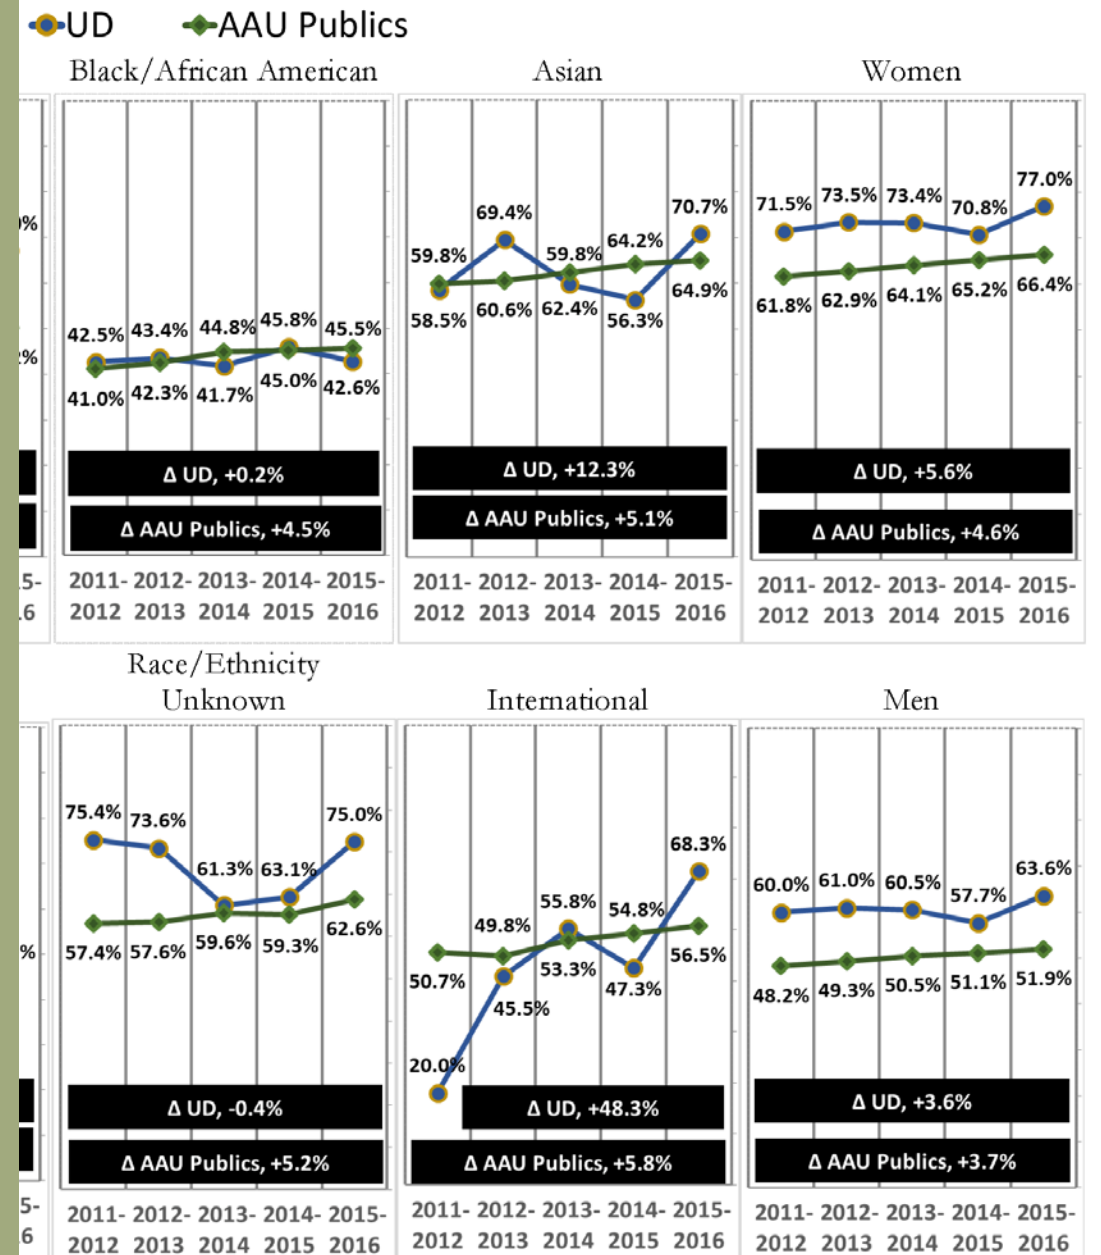 UD AAU Publics
Black/African American Asian Women
77.0%
71.5% 73.5% 73.4% 70.8%
69.4% 70.7%
59.8% 59.8% 64.2%
58.5% 60.6% 62.4% 56.3% 64.9%
61.8% 62.9% 64.1% 65.2% 66.4%
42.5% 43.4% 44.8% 45.8% 45.5%
41.0% 42.3% 41.7% 45.0% 42.6%
Δ UD, +0.2% Δ UD, +12.3% Δ UD, +5.6%
Δ AAU Publics, +4.5% Δ AAU Publics, +5.1% Δ AAU Publics, +4.6%
2011- 2012- 2013- 2014- 2015- 2011- 2012- 2013- 2014- 2015- 2011- 2012- 2013- 2014- 2015-
2012 2013 2014 2015 2016 2012 2013 2014 2015 2016 2012 2013 2014 2015 2016
Race/Ethnicity
Unknown International Men
75.4% 73.6% 61.3% 63.1% 75.0%
57.4% 57.6% 59.6% 59.3% 62.6%
68.3%
49.8% 55.8% 54.8%
50.7% 45.5% 53.3% 47.3% 56.5%
20.0%
60.0% 61.0% 60.5% 57.7% 63.6%
48.2% 49.3% 50.5% 51.1% 51.9%
Δ UD, -0.4% Δ UD, +48.3% Δ UD, +3.6%
Δ AAU Publics, +5.2% Δ AAU Publics, +5.8% Δ AAU Publics, +3.7%
2011- 2012- 2013- 2014- 2015- 2011- 2012- 2013- 2014- 2015- 2011- 2012- 2013- 2014- 2015-
2012 2013 2014 2015 2016 2012 2013 2014 2015 2016 2012 2013 2014 2015 2016